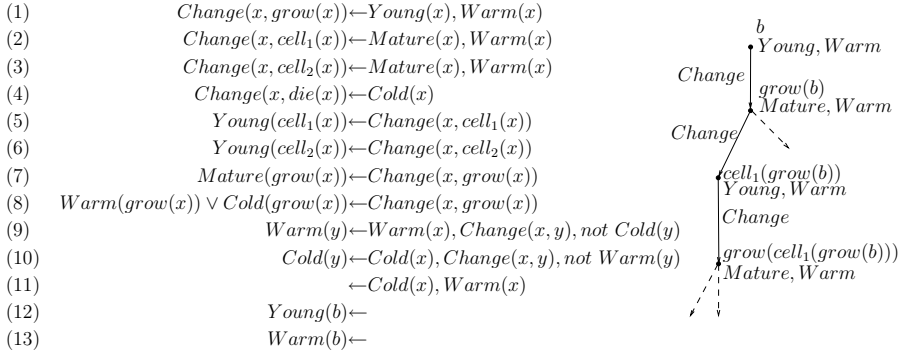 (1) Change(x, grow(x))←Young(x), Warm(x)
(2) Change(x, cell₁(x))←Mature(x), Warm(x)
(3) Change(x, cell₂(x))←Mature(x), Warm(x)
(4) Change(x, die(x))←Cold(x)
(5) Young(cell₁(x))←Change(x, cell₁(x))
(6) Young(cell₂(x))←Change(x, cell₂(x))
(7) Mature(grow(x))←Change(x, grow(x))
(8) Warm(grow(x)) ∨ Cold(grow(x))←Change(x, grow(x))
(9) Warm(y)←Warm(x), Change(x, y), not Cold(y)
(10) Cold(y)←Cold(x), Change(x, y), not Warm(y)
(11) ←Cold(x), Warm(x)
(12) Young(b)←
(13) Warm(b)←
b
Young, Warm
Change
grow(b)
Mature, Warm
Change
cell₁(grow(b))
Young, Warm
Change
grow(cell₁(grow(b)))
Mature, Warm